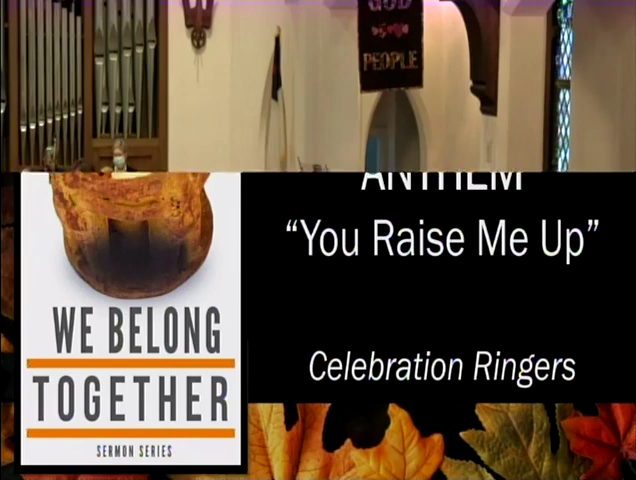 GOD
PEOPLE
ANTHEM
“You Raise Me Up”
Celebration Ringers
WE BELONG
TOGETHER
SERMON SERIES